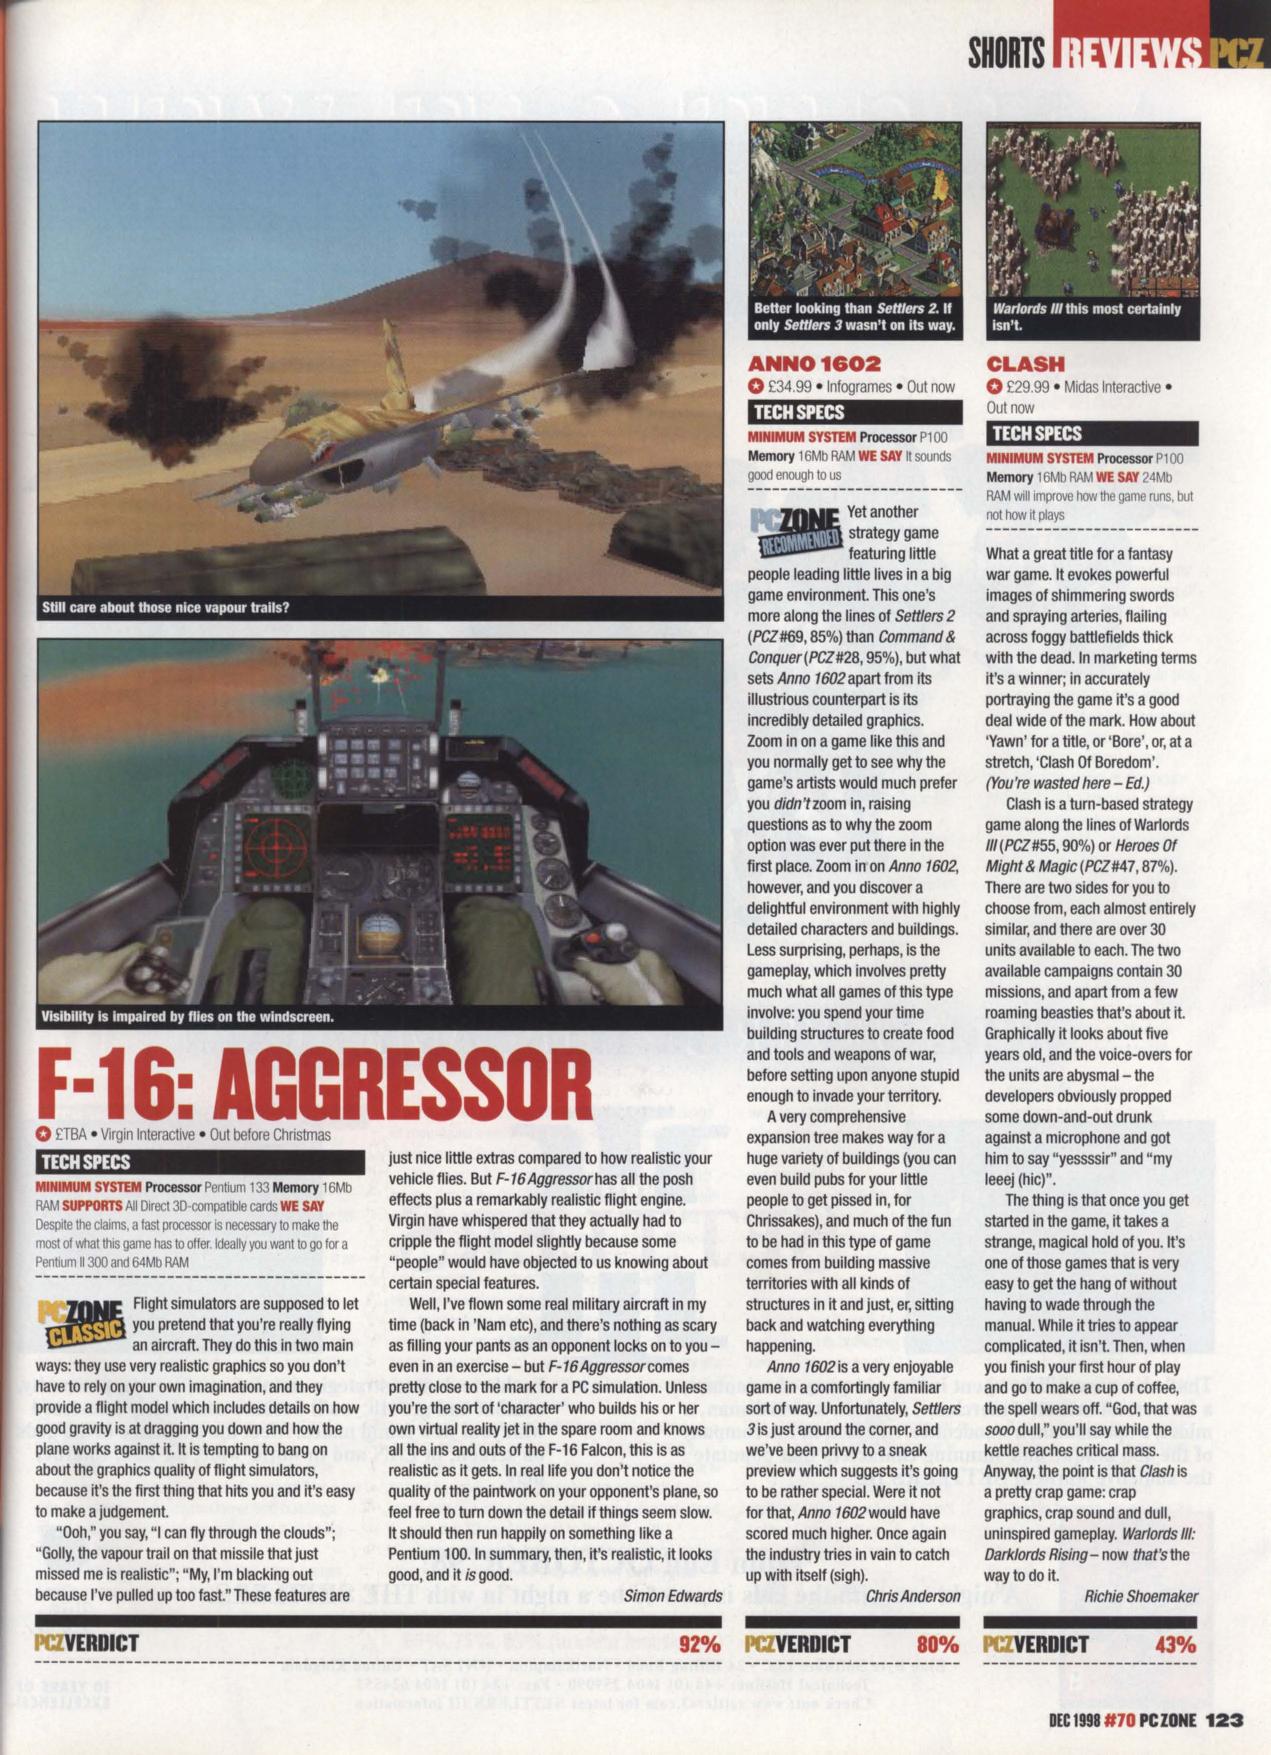 SHORTS REVIEWS PCZ
Still care about those nice vapour trails?
Visibility is impaired by flies on the windscreen.
F-16: AGGRESSOR
£TBA • Virgin Interactive • Out before Christmas
TECH SPECS
MINIMUM SYSTEM Processor Pentium 133 Memory 16Mb
RAM SUPPORTS All Direct 3D-compatible cards WE SAY
Despite the claims, a fast processor is necessary to make the
most of what this game has to offer. Ideally you want to go for a
Pentium II 300 and 64Mb RAM
PCZONE
CLASSIC
Flight simulators are supposed to let
you pretend that you're really flying
an aircraft. They do this in two main
ways: they use very realistic graphics so you don't
have to rely on your own imagination, and they
provide a flight model which includes details on how
good gravity is at dragging you down and how the
plane works against it. It is tempting to bang on
about the graphics quality of flight simulators,
because it's the first thing that hits you and it's easy
to make a judgement.
"Ooh," you say, "I can fly through the clouds";
"Golly, the vapour trail on that missile that just
missed me is realistic"; "My, I'm blacking out
because I've pulled up too fast." These features are
just nice little extras compared to how realistic your
vehicle flies. But F-16 Aggressor has all the posh
effects plus a remarkably realistic flight engine.
Virgin have whispered that they actually had to
cripple the flight model slightly because some
"people" would have objected to us knowing about
certain special features.
Well, I've flown some real military aircraft in my
time (back in 'Nam etc), and there's nothing as scary
as filling your pants as an opponent locks on to you –
even in an exercise – but F-16 Aggressor comes
pretty close to the mark for a PC simulation. Unless
you're the sort of 'character' who builds his or her
own virtual reality jet in the spare room and knows
all the ins and outs of the F-16 Falcon, this is as
realistic as it gets. In real life you don't notice the
quality of the paintwork on your opponent's plane, so
feel free to turn down the detail if things seem slow.
It should then run happily on something like a
Pentium 100. In summary, then, it's realistic, it looks
good, and it is good.
Simon Edwards
PCZVERDICT 92%
Better looking than Settlers 2. If
only Settlers 3 wasn't on its way.
ANNO 1602
£34.99 • Infogrames • Out now
TECH SPECS
MINIMUM SYSTEM Processor P100
Memory 16Mb RAM WE SAY It sounds
good enough to us
PCZONE
RECOMMENDED
Yet another
strategy game
featuring little
people leading little lives in a big
game environment. This one's
more along the lines of Settlers 2
(PCZ #69, 85%) than Command &
Conquer (PCZ #28, 95%), but what
sets Anno 1602 apart from its
illustrious counterpart is its
incredibly detailed graphics.
Zoom in on a game like this and
you normally get to see why the
game's artists would much prefer
you didn't zoom in, raising
questions as to why the zoom
option was ever put there in the
first place. Zoom in on Anno 1602,
however, and you discover a
delightful environment with highly
detailed characters and buildings.
Less surprising, perhaps, is the
gameplay, which involves pretty
much what all games of this type
involve: you spend your time
building structures to create food
and tools and weapons of war,
before setting upon anyone stupid
enough to invade your territory.
A very comprehensive
expansion tree makes way for a
huge variety of buildings (you can
even build pubs for your little
people to get pissed in, for
Chrissakes), and much of the fun
to be had in this type of game
comes from building massive
territories with all kinds of
structures in it and just, er, sitting
back and watching everything
happening.
Anno 1602 is a very enjoyable
game in a comfortingly familiar
sort of way. Unfortunately, Settlers
3 is just around the corner, and
we've been privvy to a sneak
preview which suggests it's going
to be rather special. Were it not
for that, Anno 1602 would have
scored much higher. Once again
the industry tries in vain to catch
up with itself (sigh).
Chris Anderson
PCZVERDICT 80%
Warlords III this most certainly
isn't.
CLASH
£29.99 • Midas Interactive •
Out now
TECH SPECS
MINIMUM SYSTEM Processor P100
Memory 16Mb RAM WE SAY 24Mb
RAM will improve how the game runs, but
not how it plays
What a great title for a fantasy
war game. It evokes powerful
images of shimmering swords
and spraying arteries, flailing
across foggy battlefields thick
with the dead. In marketing terms
it's a winner; in accurately
portraying the game it's a good
deal wide of the mark. How about
'Yawn' for a title, or 'Bore', or, at a
stretch, 'Clash Of Boredom'.
(You're wasted here – Ed.)
Clash is a turn-based strategy
game along the lines of Warlords
III (PCZ #55, 90%) or Heroes Of
Might & Magic (PCZ #47, 87%).
There are two sides for you to
choose from, each almost entirely
similar, and there are over 30
units available to each. The two
available campaigns contain 30
missions, and apart from a few
roaming beasties that's about it.
Graphically it looks about five
years old, and the voice-overs for
the units are abysmal – the
developers obviously propped
some down-and-out drunk
against a microphone and got
him to say "yessssir" and "my
leeej (hic)".
The thing is that once you get
started in the game, it takes a
strange, magical hold of you. It's
one of those games that is very
easy to get the hang of without
having to wade through the
manual. While it tries to appear
complicated, it isn't. Then, when
you finish your first hour of play
and go to make a cup of coffee,
the spell wears off. "God, that was
sooo dull," you'll say while the
kettle reaches critical mass.
Anyway, the point is that Clash is
a pretty crap game: crap
graphics, crap sound and dull,
uninspired gameplay. Warlords III:
Darklords Rising – now that's the
way to do it.
Richie Shoemaker
PCZVERDICT 43%
DEC 1998 #70 PC ZONE 123